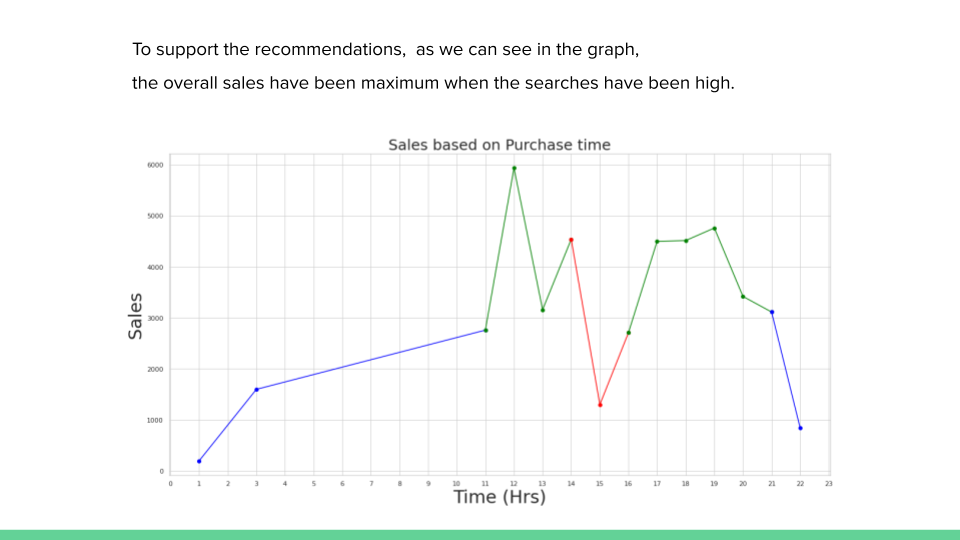 To support the recommendations, as we can see in the graph,
the overall sales have been maximum when the searches have been high.
Sales based on Purchase time
6000
5000
4000
3000
2000
1000
0
Sales
0 1 2 3 4 5 6 7 8 9 10 11 12 13 14 15 16 17 18 19 20 21 22 23
Time (Hrs)